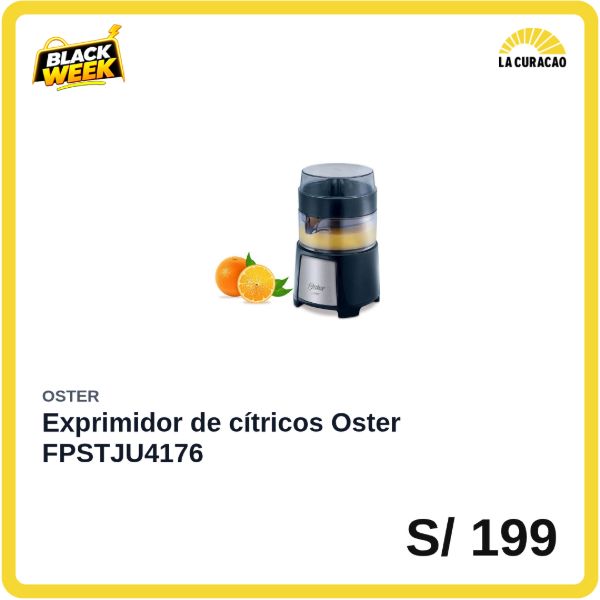 BLACK
WEEK
LA CURACAO
Oster
OSTER
Exprimidor de cítricos Oster
FPSTJU4176
S/ 199